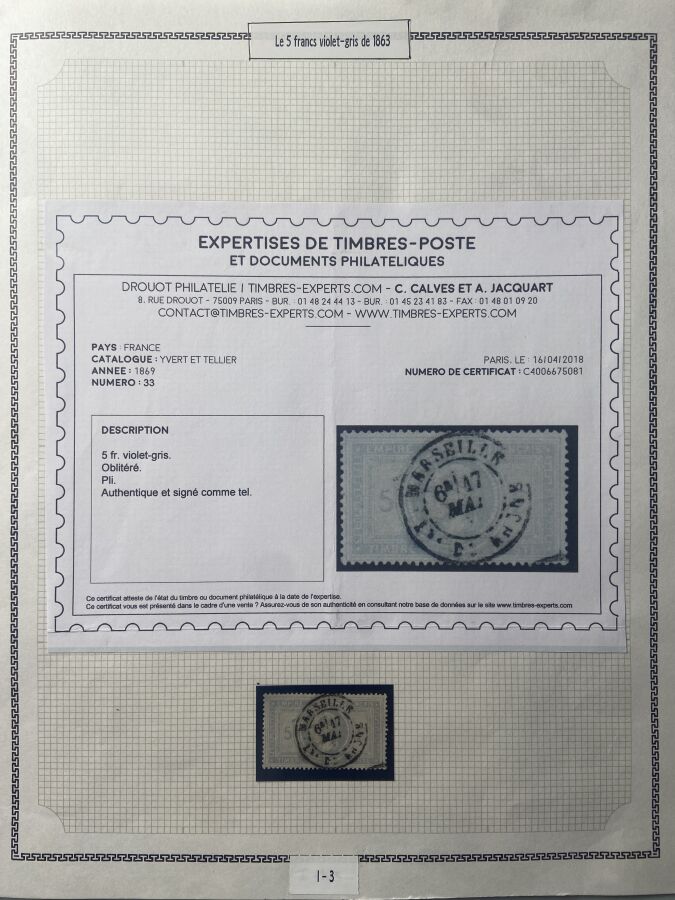 Le 5 francs violet-gris de 1863
EXPERTISES DE TIMBRES-POSTE
ET DOCUMENTS PHILATELIQUES
DROUOT PHILATELIE I TIMBRES-EXPERTS.COM - C. CALVES ET A. JACQUART
8. RUE DROUOT - 75009 PARIS - BUR. : 01 48 24 44 13 - BUR. : 01 45 23 41 83 - FAX : 01 48 01 09 20
CONTACT@TIMBRES-EXPERTS.COM - WWW.TIMBRES-EXPERTS.COM
PAYS : FRANCE
CATALOGUE : YVERT ET TELLIER
ANNEE : 1869
NUMERO : 33
PARIS. LE : 16/04/2018
NUMERO DE CERTIFICAT : C4006675081
DESCRIPTION
5 fr. violet-gris.
Oblitéré.
Pli.
Authentique et signé comme tel.
EMPIRE
MARSEILLE
17
MAI
5
Ce certificat atteste de l'état du timbre ou document philatélique à la date de l'expertise.
Ce certificat vous est présenté dans le cadre d'une vente ? Assurez-vous de son authenticité en consultant notre base de données sur le site www.timbres-experts.com
MARSEILLE
17
MAI
5
1-3